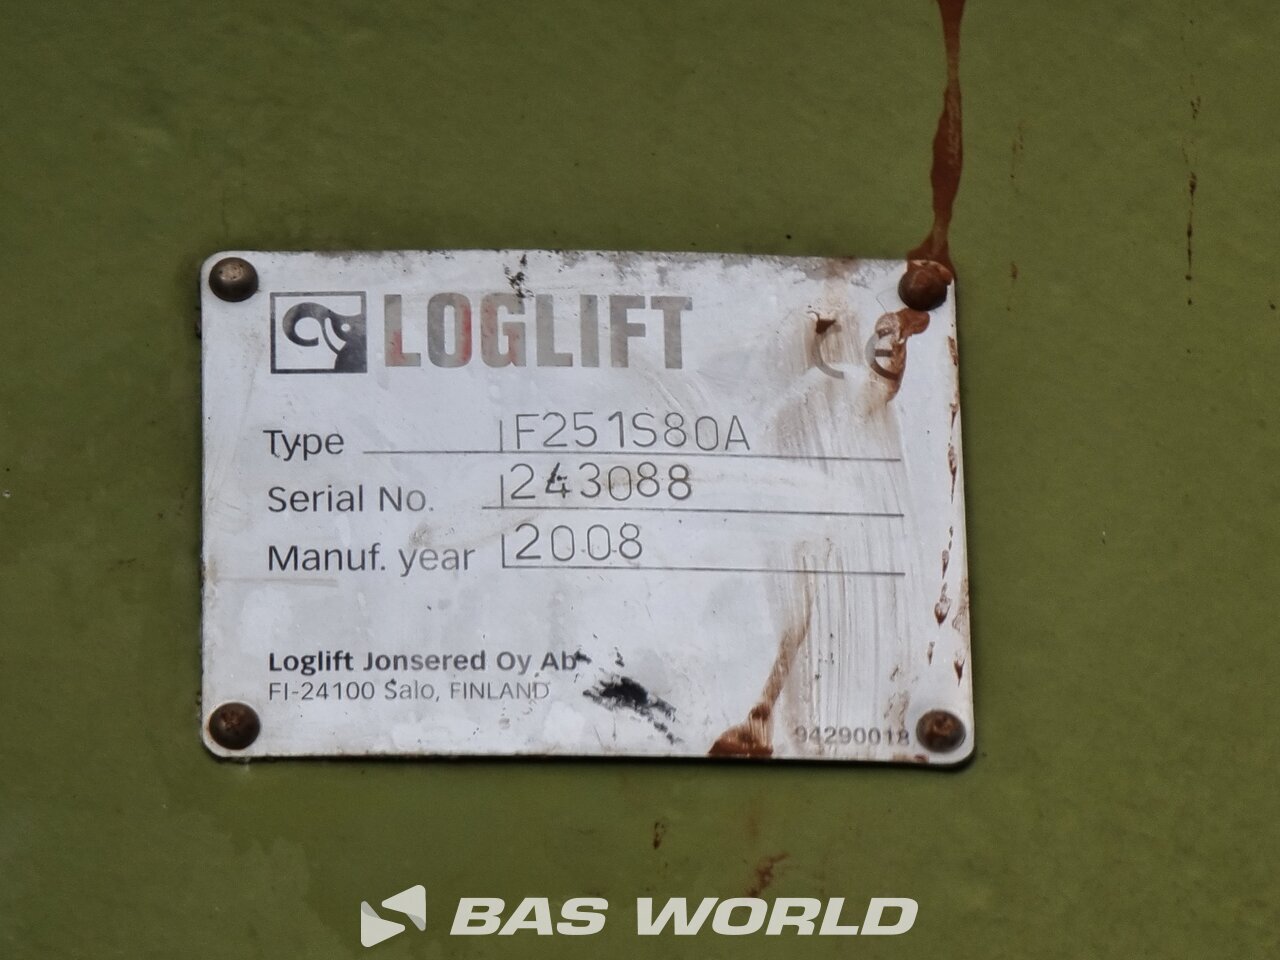 LOGLIFT CE
Type F251S80A
Serial No. 243088
Manuf. year 2008
Loglift Jonsered Oy Ab
FI-24100 Salo, FINLAND
94290018
BAS WORLD